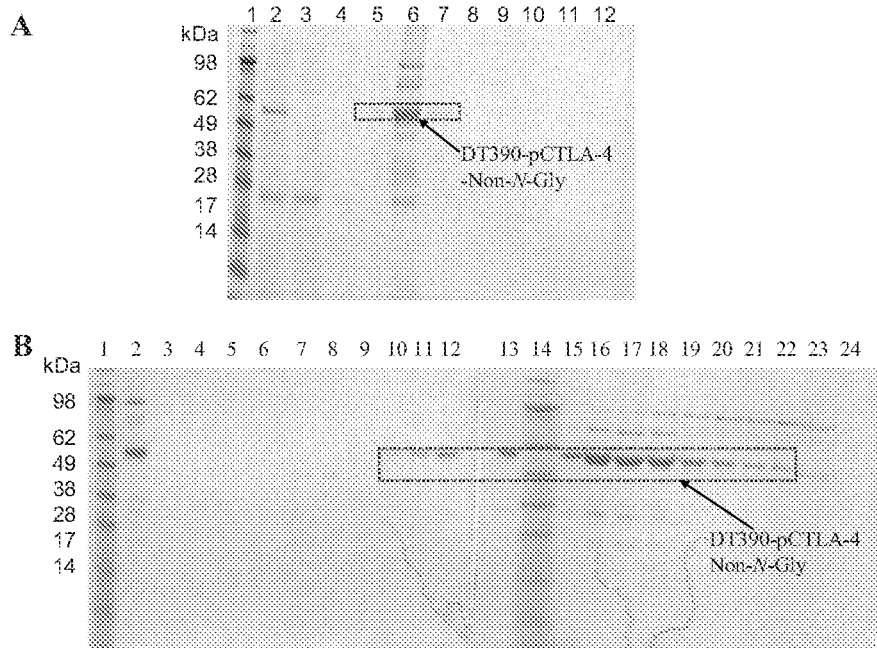 A
1 2 3 4 5 6 7 8 9 10 11 12
kDa
98
62
49
38
28
17
14
DT390-pCTLA-4
-Non-N-Gly
B
1 2 3 4 5 6 7 8 9 10 11 12 13 14 15 16 17 18 19 20 21 22 23 24
kDa
98
62
49
38
28
17
14
DT390-pCTLA-4
Non-N-Gly